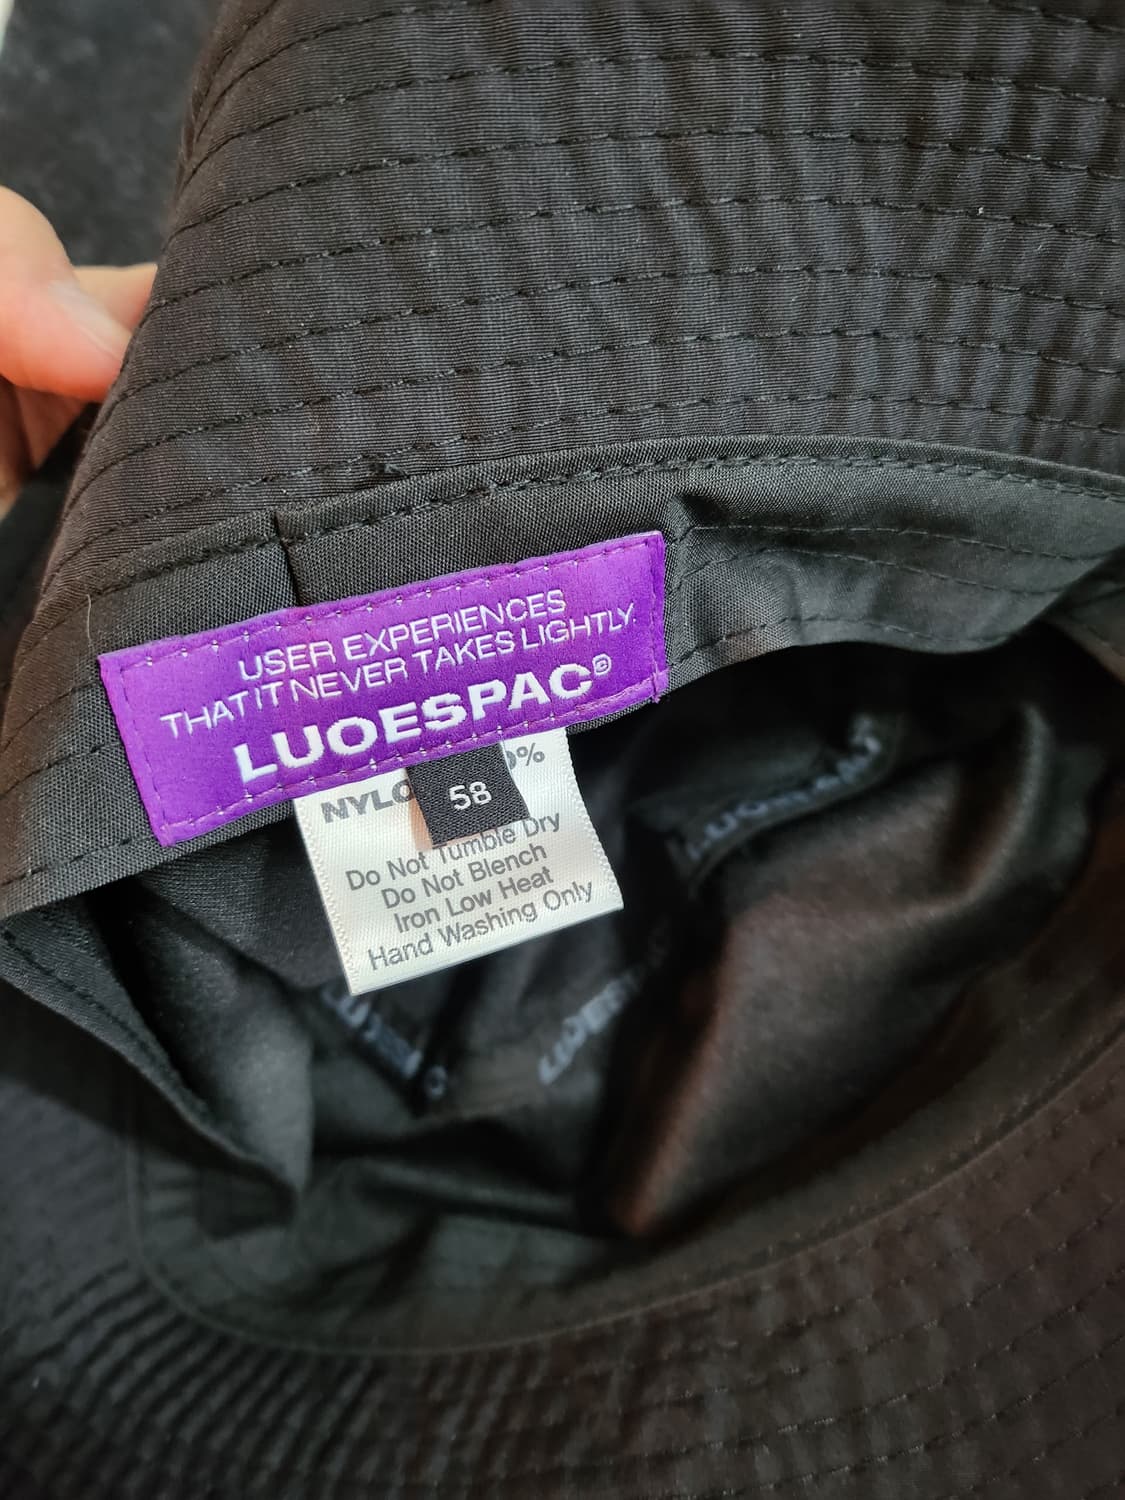 USER EXPERIENCES
THAT IT NEVER TAKES LIGHTLY.
LUOESPAC©
58
Do Not Tumble Dry
Do Not Blench
Iron Low Heat
Hand Washing Only